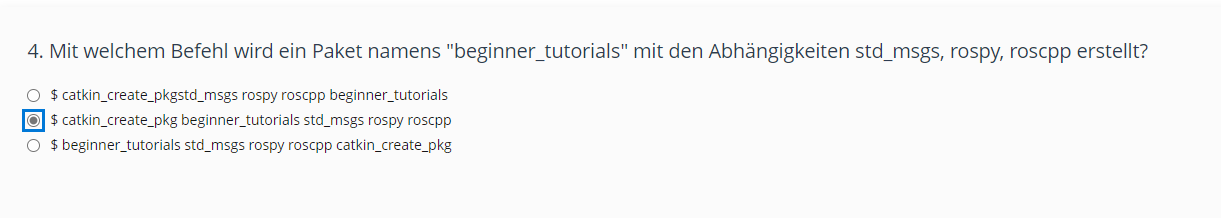 4. Mit welchem Befehl wird ein Paket namens "beginner_tutorials" mit den Abhängigkeiten std_msgs, rospy, roscpp erstellt?
$ catkin_create_pkgstd_msgs rospy roscpp beginner_tutorials
$ catkin_create_pkg beginner_tutorials std_msgs rospy roscpp
$ beginner_tutorials std_msgs rospy roscpp catkin_create_pkg